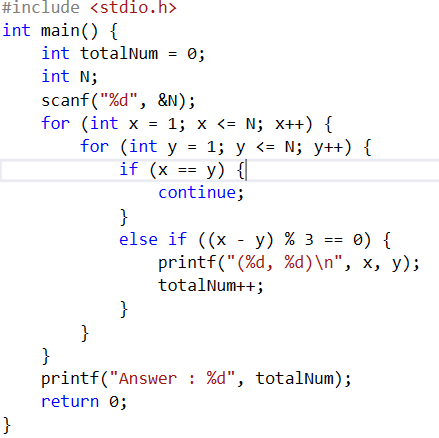 #include <stdio.h>
int main() {
    int totalNum = 0;
    int N;
    scanf("%d", &N);
    for (int x = 1; x <= N; x++) {
        for (int y = 1; y <= N; y++) {
            if (x == y) {
                continue;
            }
            else if ((x - y) % 3 == 0) {
                printf("(%d, %d)\n", x, y);
                totalNum++;
            }
        }
    }
    printf("Answer : %d", totalNum);
    return 0;
}